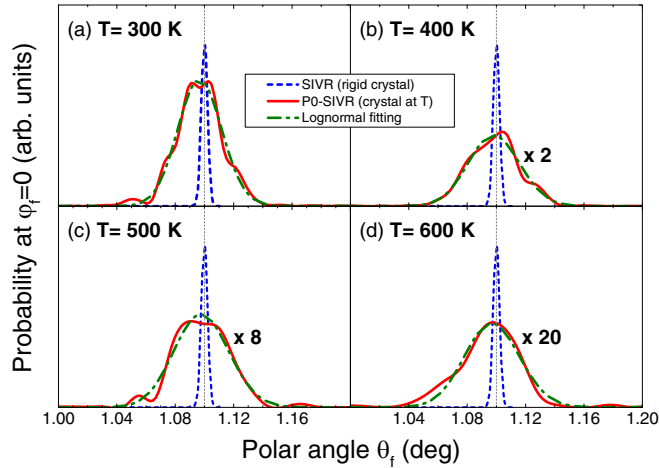 (a) T= 300 K
(b) T= 400 K
SIVR (rigid crystal)
P0-SIVR (crystal at T)
Lognormal fitting
x 2
(c) T= 500 K
(d) T= 600 K
x 8
x 20
Probability at φf=0 (arb. units)
1.00 1.04 1.08 1.12 1.16 1.04 1.08 1.12 1.16 1.20
Polar angle θf (deg)